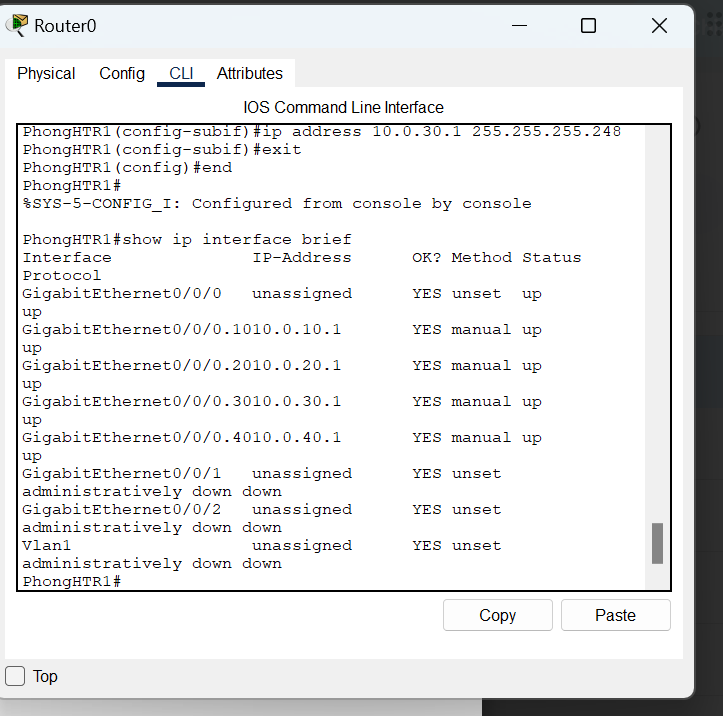 Router0
Physical Config CLI Attributes
IOS Command Line Interface
PhongHTR1(config-subif)#ip address 10.0.30.1 255.255.255.248
PhongHTR1(config-subif)#exit
PhongHTR1(config)#end
PhongHTR1#
%SYS-5-CONFIG_I: Configured from console by console
PhongHTR1#show ip interface brief
Interface              IP-Address      OK? Method Status
Protocol
GigabitEthernet0/0/0   unassigned      YES unset  up
up
GigabitEthernet0/0/0.1010.0.10.1       YES manual up
up
GigabitEthernet0/0/0.2010.0.20.1       YES manual up
up
GigabitEthernet0/0/0.3010.0.30.1       YES manual up
up
GigabitEthernet0/0/0.4010.0.40.1       YES manual up
up
GigabitEthernet0/0/1   unassigned      YES unset
administratively down down
GigabitEthernet0/0/2   unassigned      YES unset
administratively down down
Vlan1                  unassigned      YES unset
administratively down down
PhongHTR1#
Copy Paste
Top